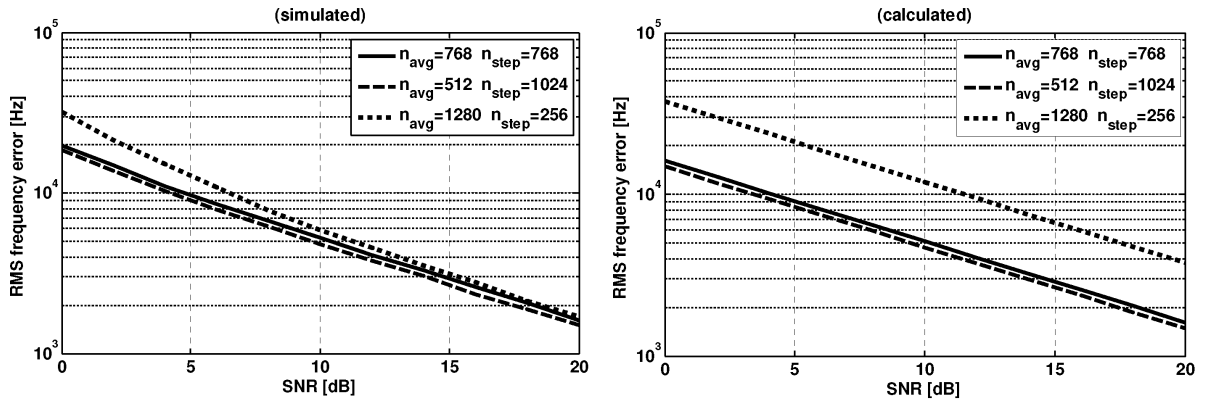 (simulated)
10^5
10^4
10^3
RMS frequency error [Hz]
n_avg=768 n_step=768
n_avg=512 n_step=1024
n_avg=1280 n_step=256
0 5 10 15 20
SNR [dB]
(calculated)
10^5
10^4
10^3
RMS frequency error [Hz]
n_avg=768 n_step=768
n_avg=512 n_step=1024
n_avg=1280 n_step=256
0 5 10 15 20
SNR [dB]